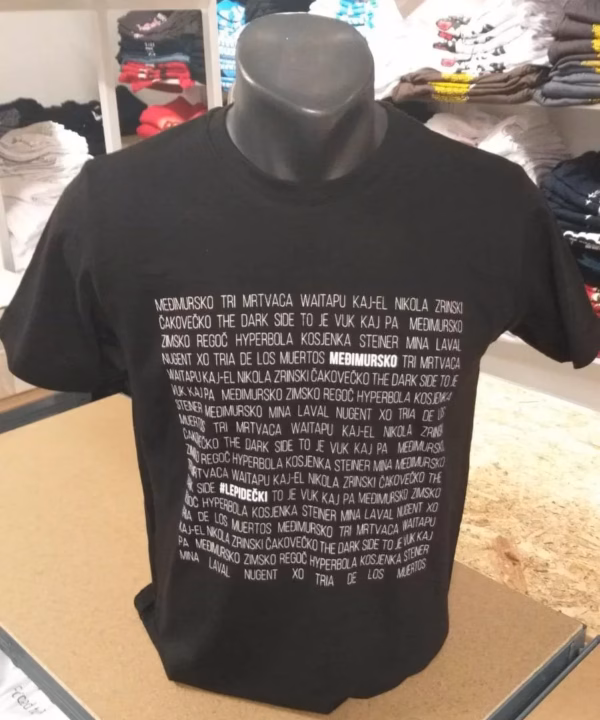 MEĐIMURSKO TRI MRTVACA WAITAPU KAJ-EL NIKOLA ZRINSKI
ČAKOVEČKO THE DARK SIDE TO JE VUK KAJ PA MEĐIMURSKO
ZIMSKO REGOČ HYPERBOLA KOSJENKA STEINER MINA LAVAL
NUGENT XO TRIA DE LOS MUERTOS MEĐIMURSKO TRI MRTVACA
WAITAPU KAJ-EL NIKOLA ZRINSKI ČAKOVEČKO THE DARK SIDE TO JE
VUK KAJ PA MEĐIMURSKO ZIMSKO REGOČ HYPERBOLA KOSJENKA
STEINER MEĐIMURSKO MINA LAVAL NUGENT XO TRIA DE LOS
MUERTOS TRI MRTVACA WAITAPU KAJ-EL NIKOLA ZRINSKI
ČAKOVEČKO THE DARK SIDE TO JE VUK KAJ PA MEĐIMURSKO
ZIMSKO REGOČ HYPERBOLA KOSJENKA STEINER MINA MEĐIMURSKO
MRTVACA WAITAPU KAJ-EL NIKOLA ZRINSKI ČAKOVEČKO THE
SIDE #LEPIDEČKI TO JE VUK KAJ PA MEĐIMURSKO ZIMSKO
HYPERBOLA KOSJENKA STEINER MINA LAVAL NUGENT XO
DE LOS MUERTOS MEĐIMURSKO TRI MRTVACA WAITAPU
KAJ-EL NIKOLA ZRINSKI ČAKOVEČKO THE DARK SIDE TO JE VUK KAJ
PA MEĐIMURSKO ZIMSKO REGOČ HYPERBOLA KOSJENKA STEINER
MINA LAVAL NUGENT XO TRIA DE LOS MUERTOS